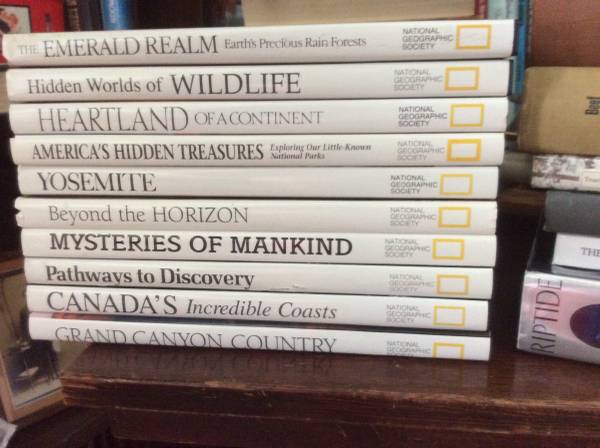 THE EMERALD REALM Earth's Precious Rain Forests
NATIONAL
GEOGRAPHIC
SOCIETY
Hidden Worlds of WILDLIFE
NATIONAL
GEOGRAPHIC
SOCIETY
HEARTLAND OF A CONTINENT
NATIONAL
GEOGRAPHIC
SOCIETY
AMERICA'S HIDDEN TREASURES Exploring Our Little-Known
National Parks
NATIONAL
GEOGRAPHIC
SOCIETY
YOSEMITE
NATIONAL
GEOGRAPHIC
SOCIETY
Beyond the HORIZON
NATIONAL
GEOGRAPHIC
SOCIETY
MYSTERIES OF MANKIND
NATIONAL
GEOGRAPHIC
SOCIETY
Pathways to Discovery
NATIONAL
GEOGRAPHIC
SOCIETY
CANADA'S Incredible Coasts
NATIONAL
GEOGRAPHIC
SOCIETY
GRAND CANYON COUNTRY
NATIONAL
GEOGRAPHIC
SOCIETY
Beef
THE
RIPTIDE